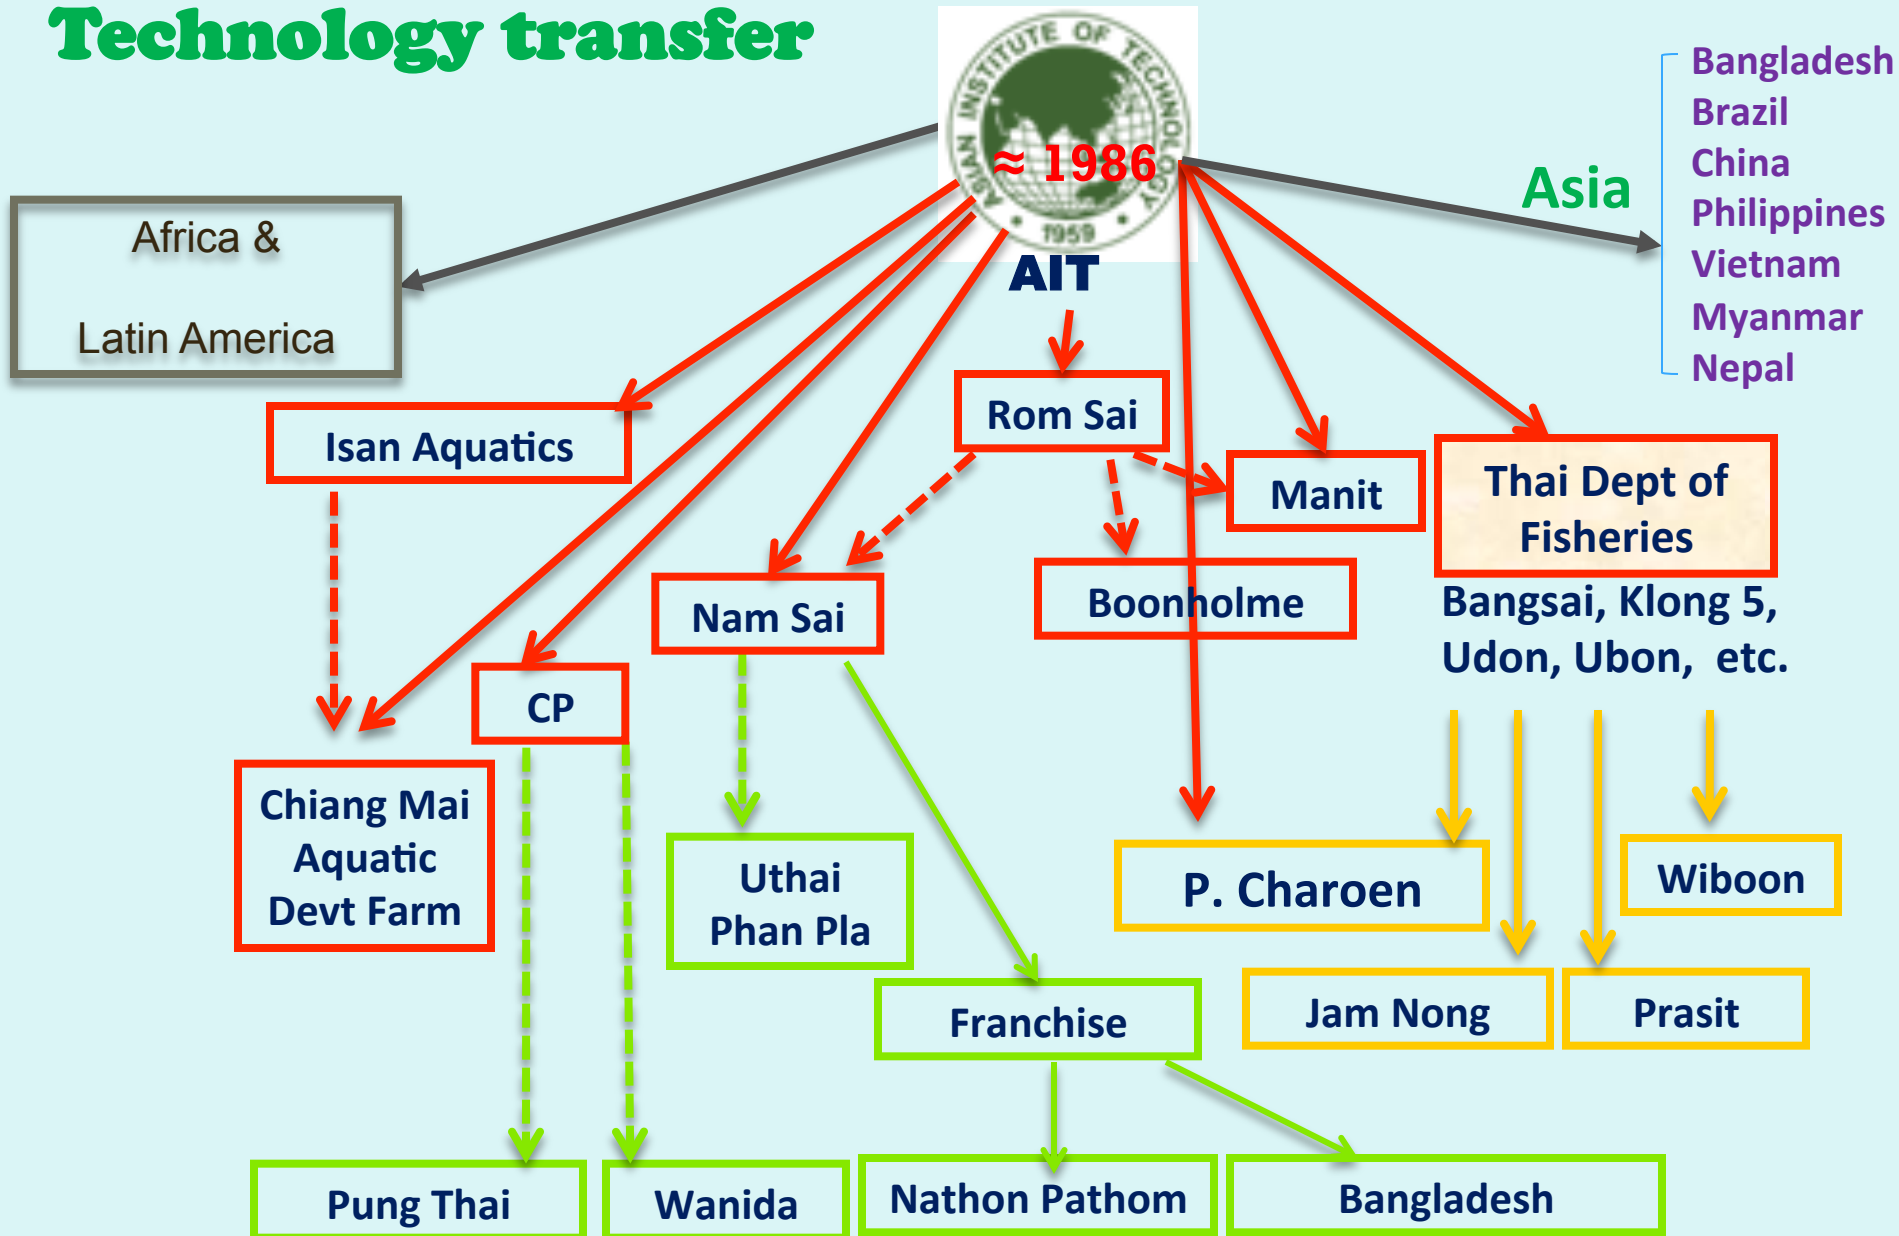 Technology transfer
ASIAN INSTITUTE OF TECHNOLOGY
≈ 1986
1959
AIT
Asia
Bangladesh
Brazil
China
Philippines
Vietnam
Myanmar
Nepal
Africa &
Latin America
Isan Aquatics
Rom Sai
Manit
Thai Dept of
Fisheries
Bangsai, Klong 5,
Udon, Ubon, etc.
Nam Sai
Boonholme
CP
Chiang Mai
Aquatic
Devt Farm
Uthai
Phan Pla
P. Charoen
Wiboon
Franchise
Jam Nong
Prasit
Pung Thai
Wanida
Nathon Pathom
Bangladesh